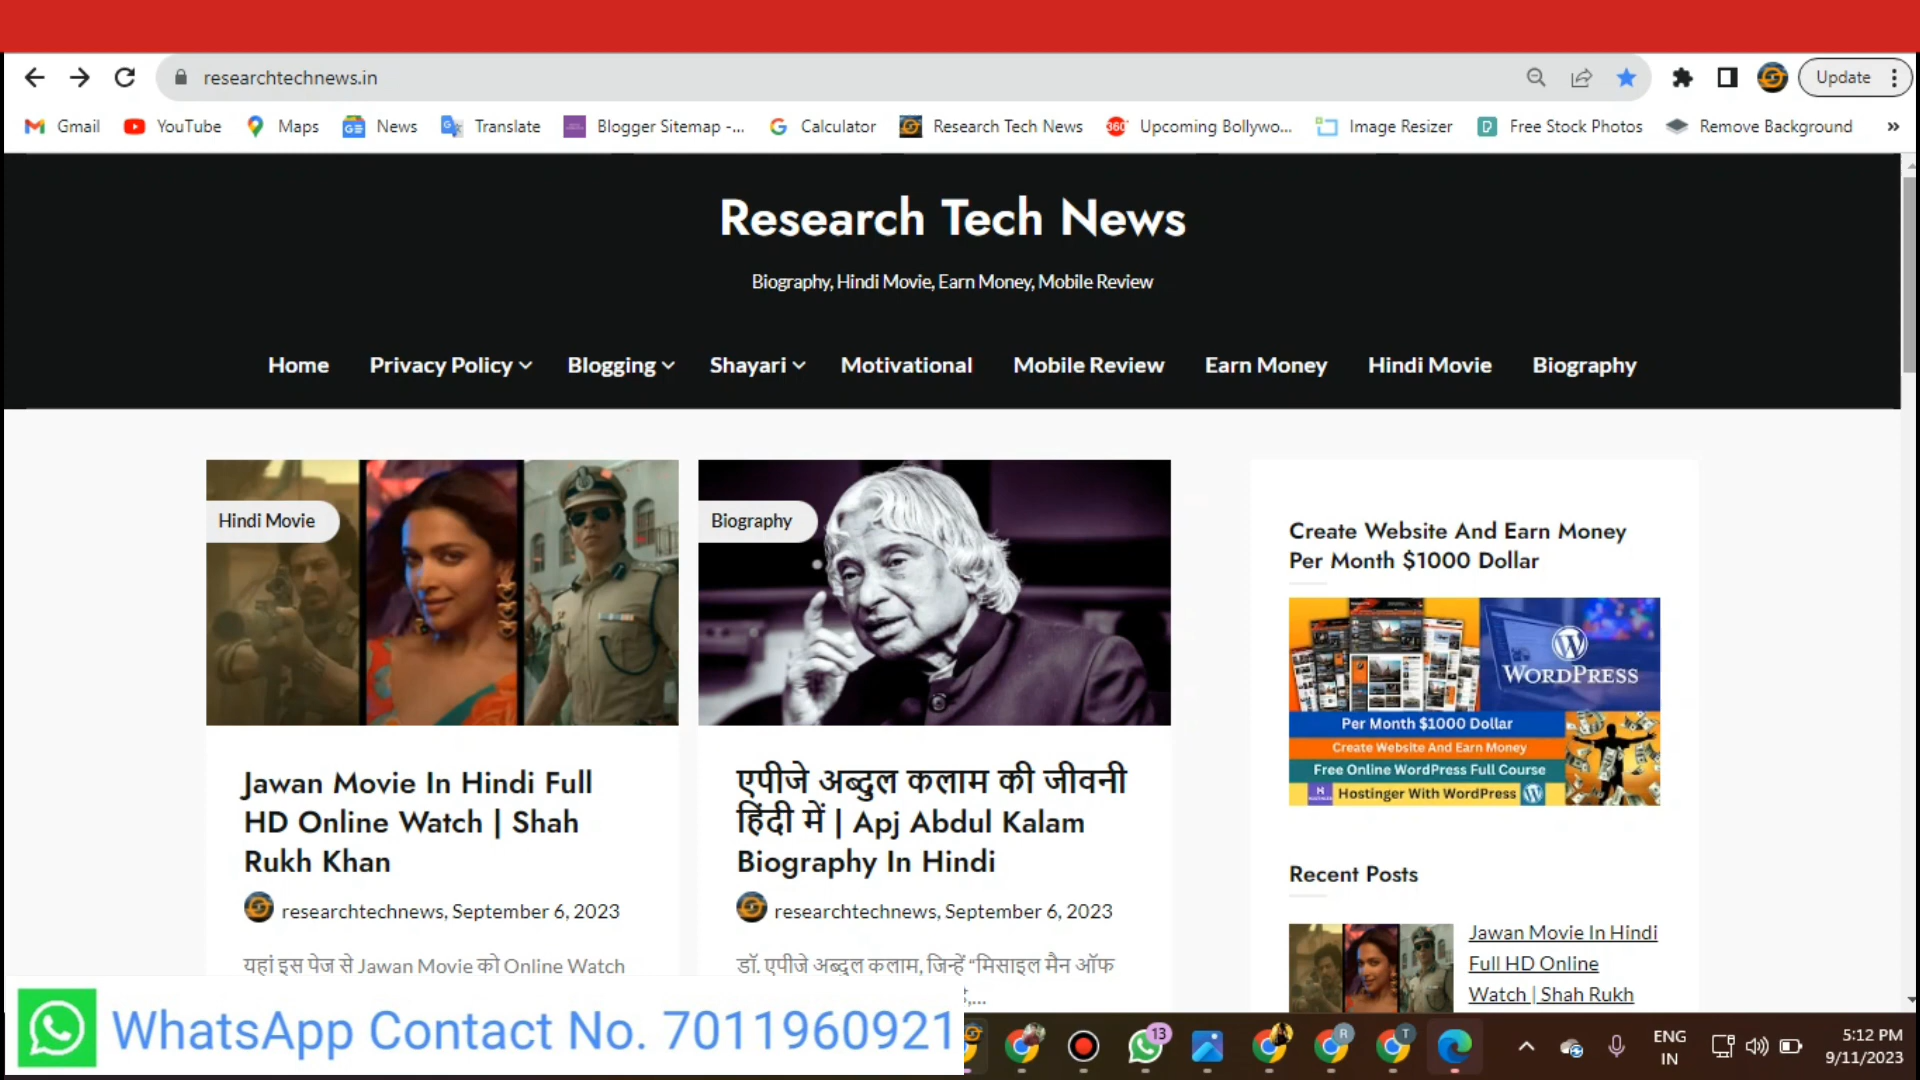 researchtechnews.in
Update
Gmail YouTube Maps News Translate Blogger Sitemap -... Calculator Research Tech News Upcoming Bollywo... Image Resizer Free Stock Photos Remove Background »
Research Tech News
Biography, Hindi Movie, Earn Money, Mobile Review
Home Privacy Policy Blogging Shayari Motivational Mobile Review Earn Money Hindi Movie Biography
Hindi Movie
Jawan Movie In Hindi Full
HD Online Watch | Shah
Rukh Khan
researchtechnews, September 6, 2023
यहां इस पेज से Jawan Movie को Online Watch
Biography
एपीजे अब्दुल कलाम की जीवनी
हिंदी में | Apj Abdul Kalam
Biography In Hindi
researchtechnews, September 6, 2023
डॉ. एपीजे अब्दुल कलाम, जिन्हें “मिसाइल मैन ऑफ
Create Website And Earn Money
Per Month $1000 Dollar
WORDPRESS
Per Month $1000 Dollar
Create Website And Earn Money
Free Online WordPress Full Course
Hostinger With WordPress
Recent Posts
Jawan Movie In Hindi
Full HD Online
Watch | Shah Rukh
WhatsApp Contact No. 7011960921
13
R
T
ENG
IN
5:12 PM
9/11/2023